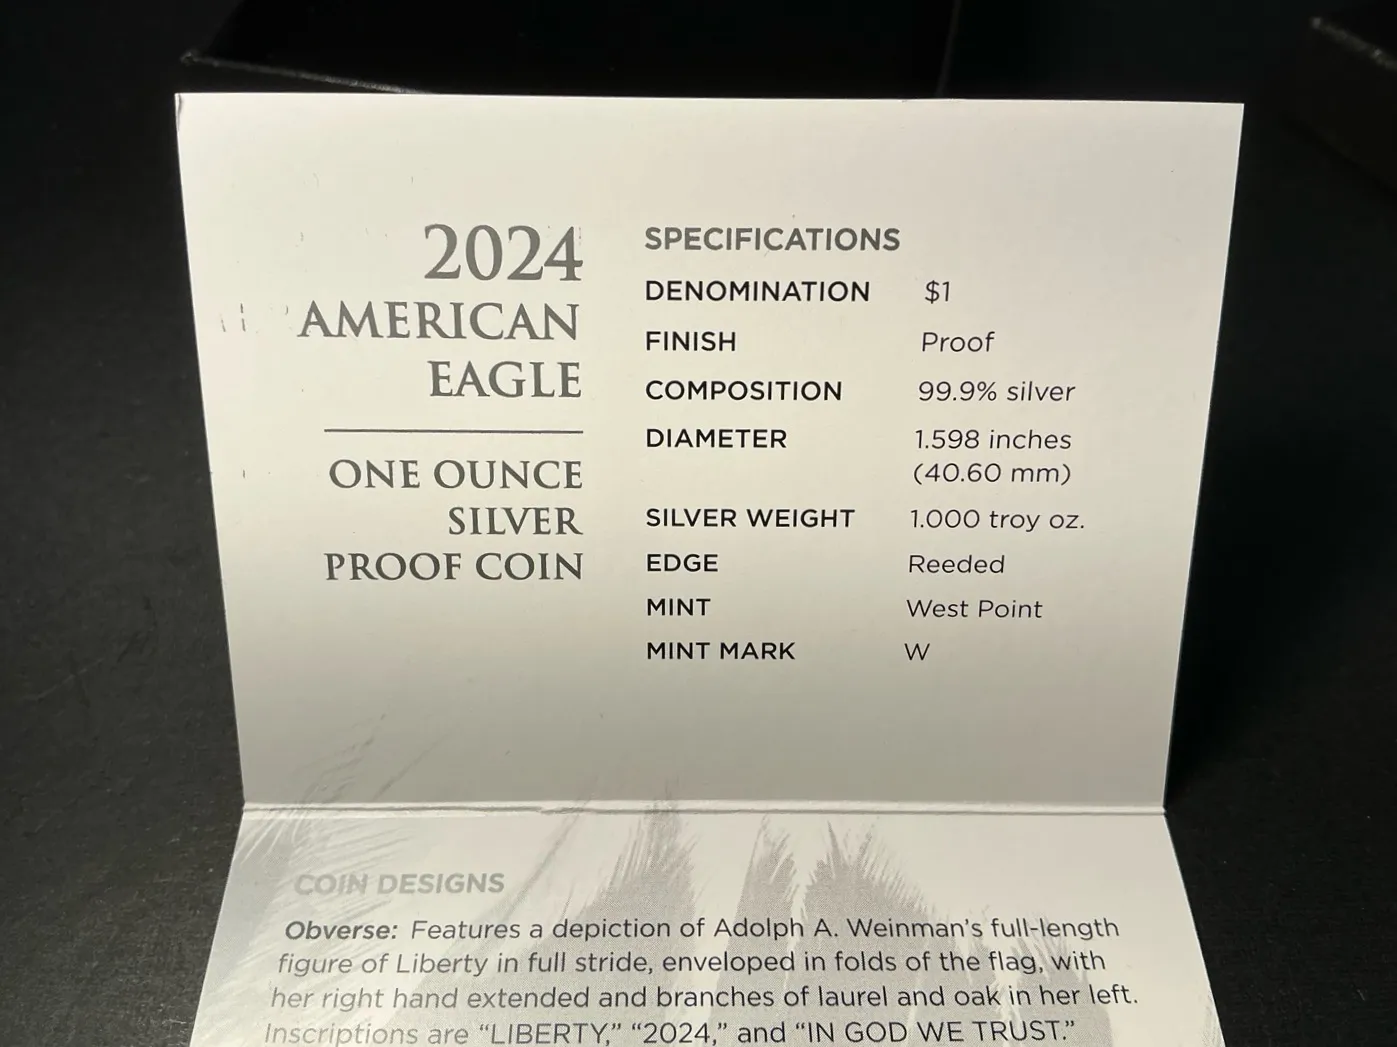 2024
AMERICAN
EAGLE
ONE OUNCE
SILVER
PROOF COIN
SPECIFICATIONS
DENOMINATION $1
FINISH Proof
COMPOSITION 99.9% silver
DIAMETER 1.598 inches
(40.60 mm)
SILVER WEIGHT 1.000 troy oz.
EDGE Reeded
MINT West Point
MINT MARK W
COIN DESIGNS
Obverse: Features a depiction of Adolph A. Weinman's full-length
figure of Liberty in full stride, enveloped in folds of the flag, with
her right hand extended and branches of laurel and oak in her left.
Inscriptions are “LIBERTY,” “2024,” and “IN GOD WE TRUST.”